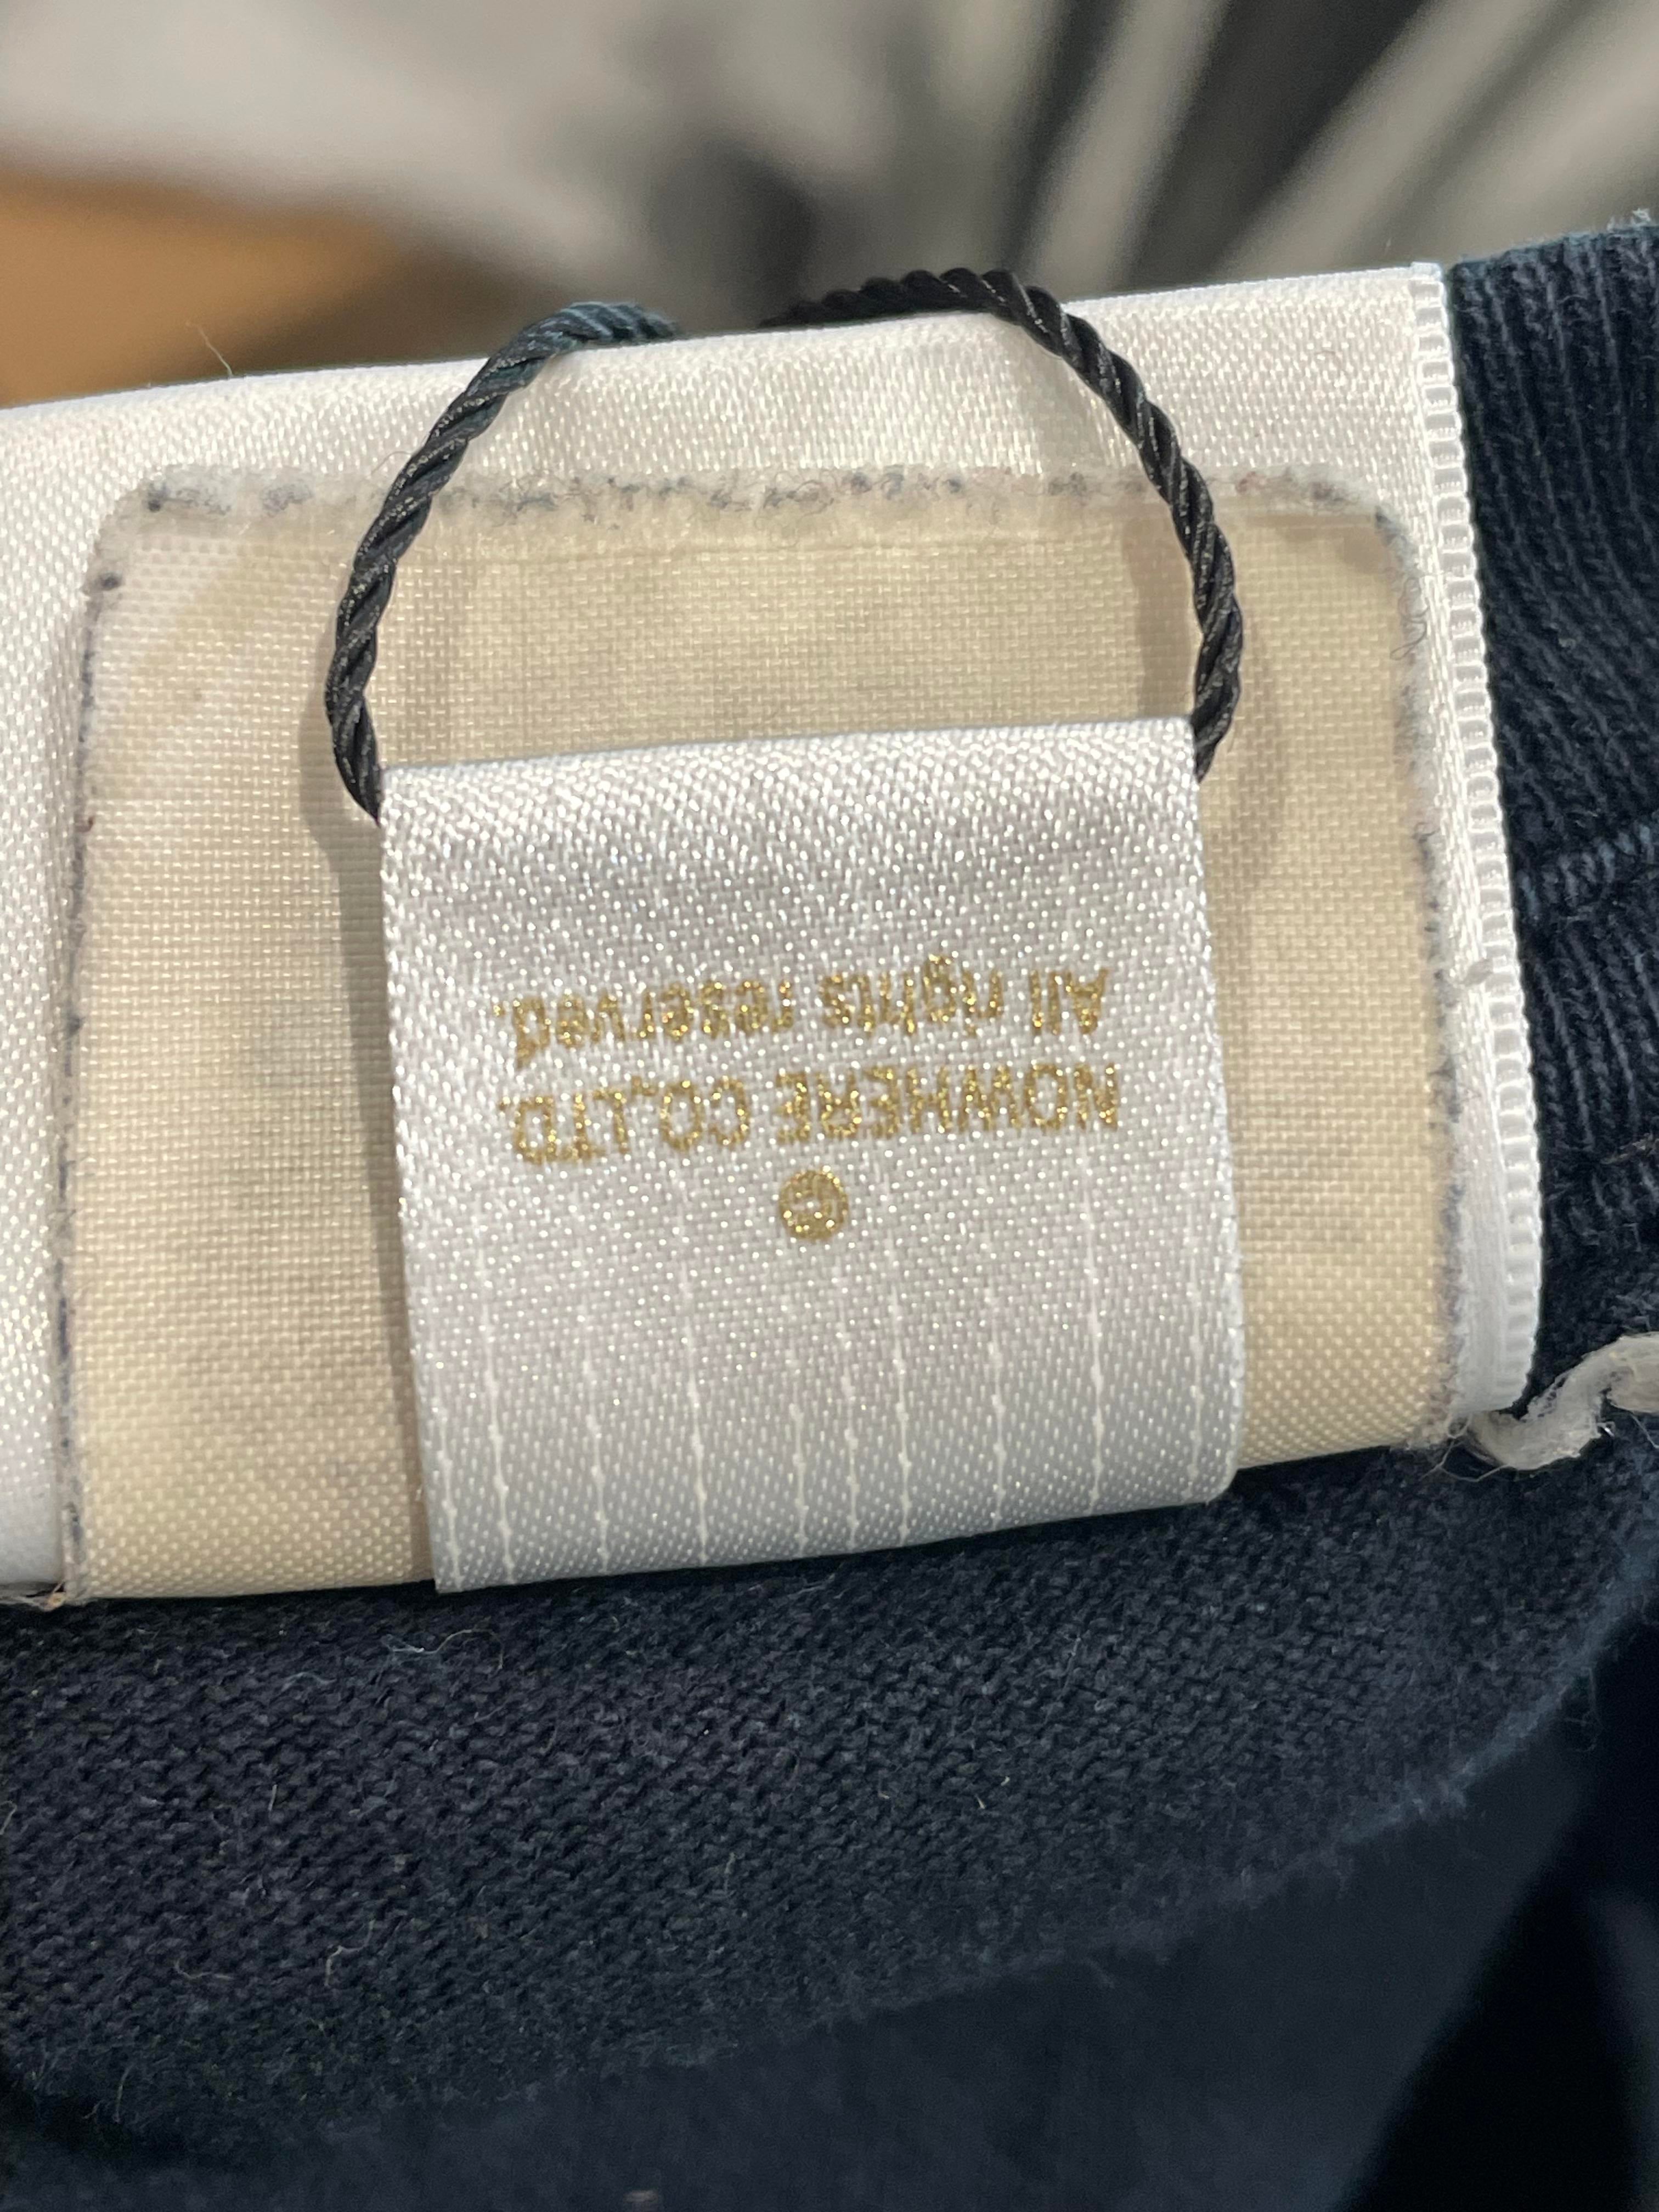 ©
NOWHERE CO.,LTD.
All rights reserved.